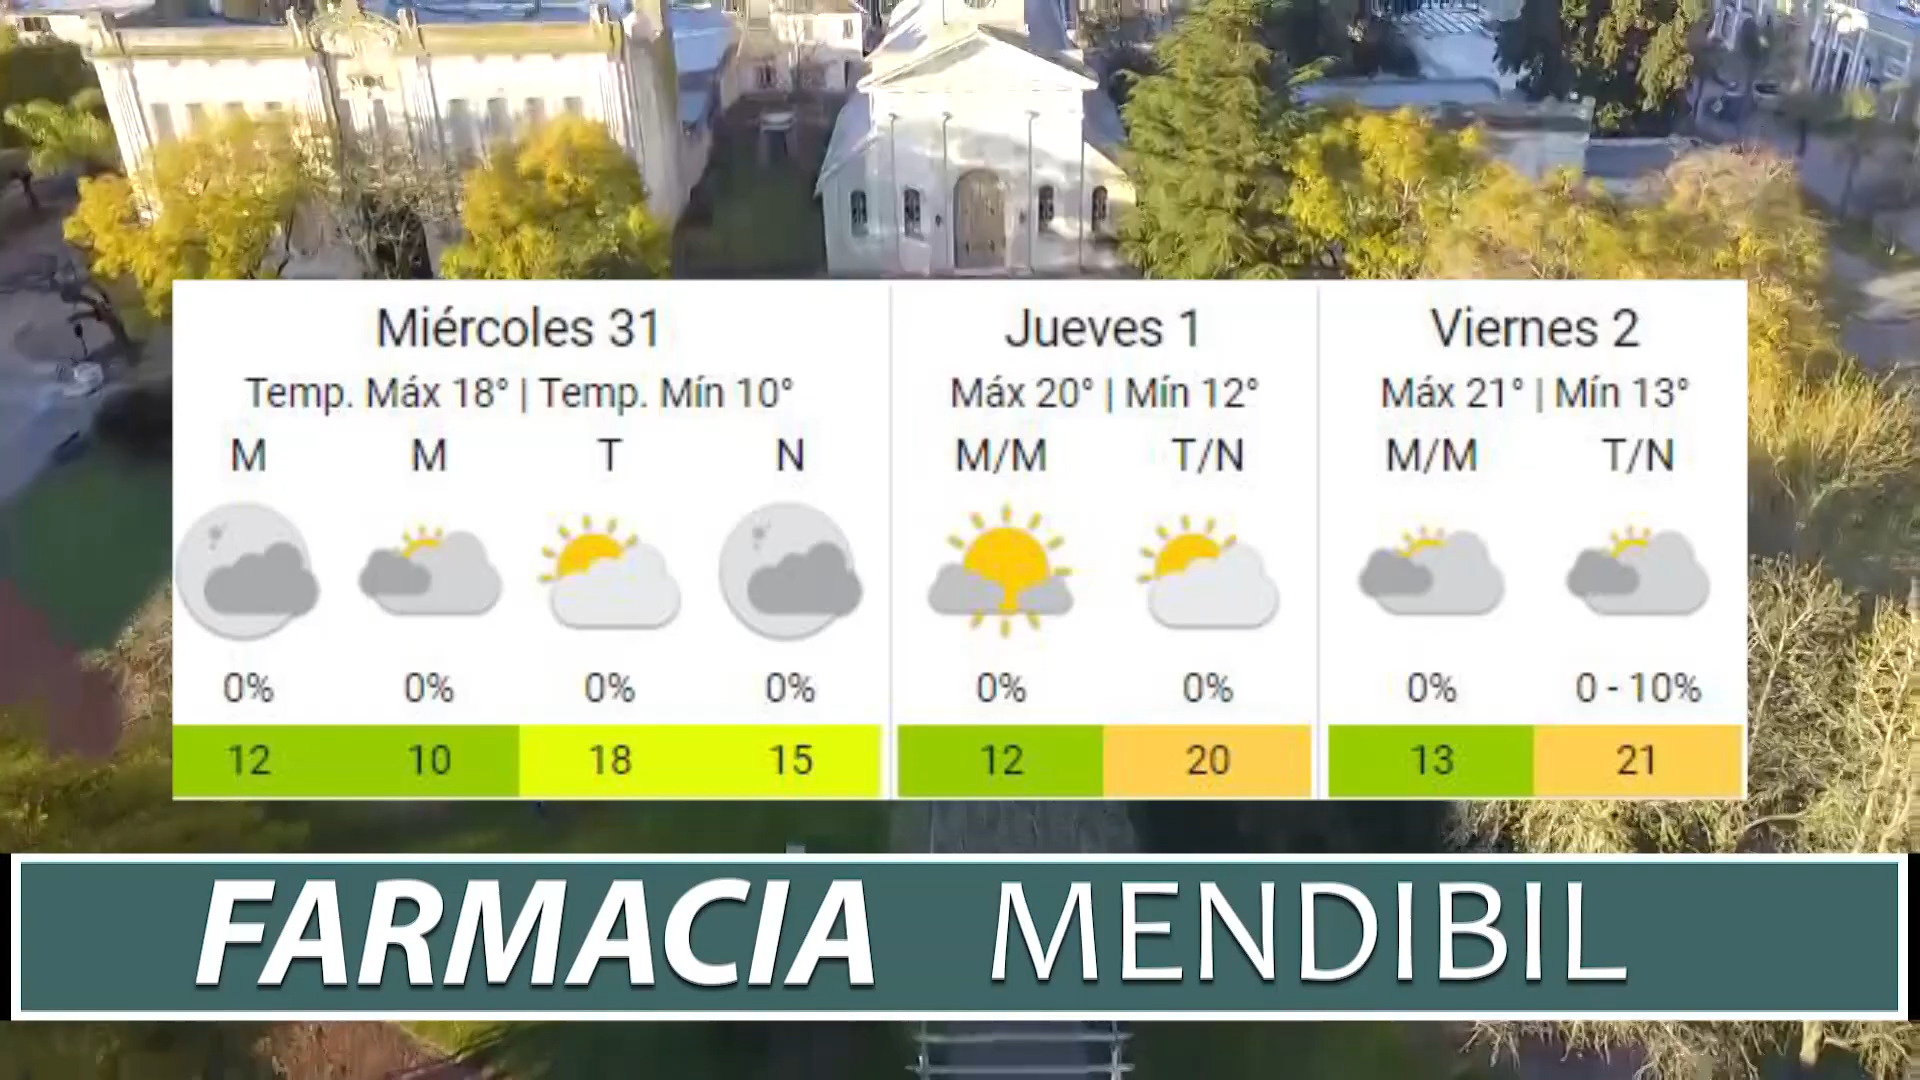 Miércoles 31
Temp. Máx 18° | Temp. Mín 10°
M M T N
0% 0% 0% 0%
12 10 18 15
Jueves 1
Máx 20° | Mín 12°
M/M T/N
0% 0%
12 20
Viernes 2
Máx 21° | Mín 13°
M/M T/N
0% 0 - 10%
13 21
FARMACIA MENDIBIL